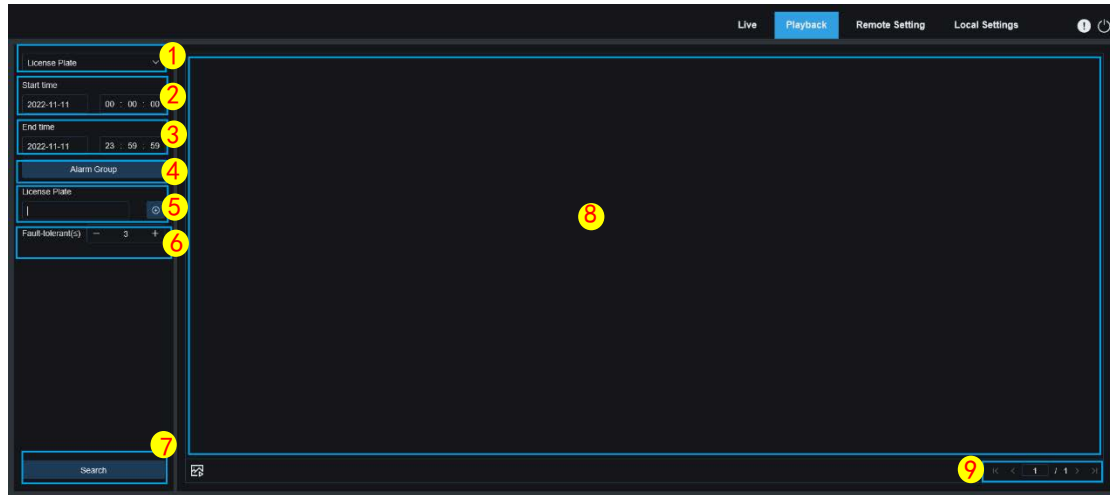 Live Playback Remote Setting Local Settings
1
License Plate
Start time
2
2022-11-11 00 : 00 : 00
End time
3
2022-11-11 23 : 59 : 59
Alarm Group 4
License Plate
5
Fault-tolerant(≤) − 3 +
6
8
7
Search
9 1 / 1